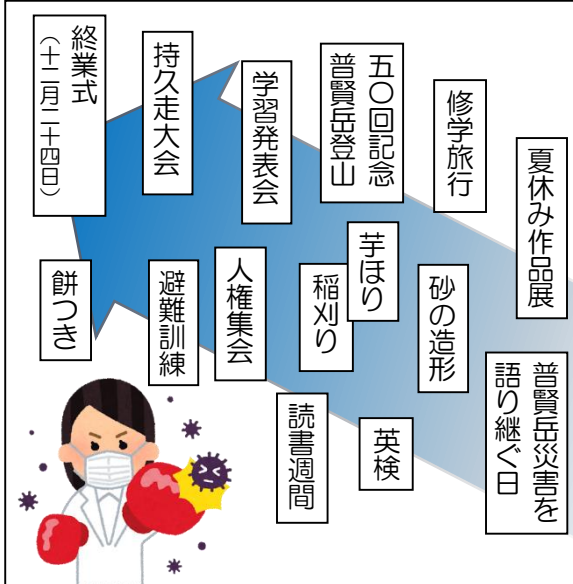 夏休み作品展
普賢岳災害を
語り継ぐ日
修学旅行
砂の造形
英検
五〇回記念
普賢岳登山
芋ほり
稲刈り
読書週間
学習発表会
人権集会
持久走大会
避難訓練
終業式
（十二月二十四日）
餅つき